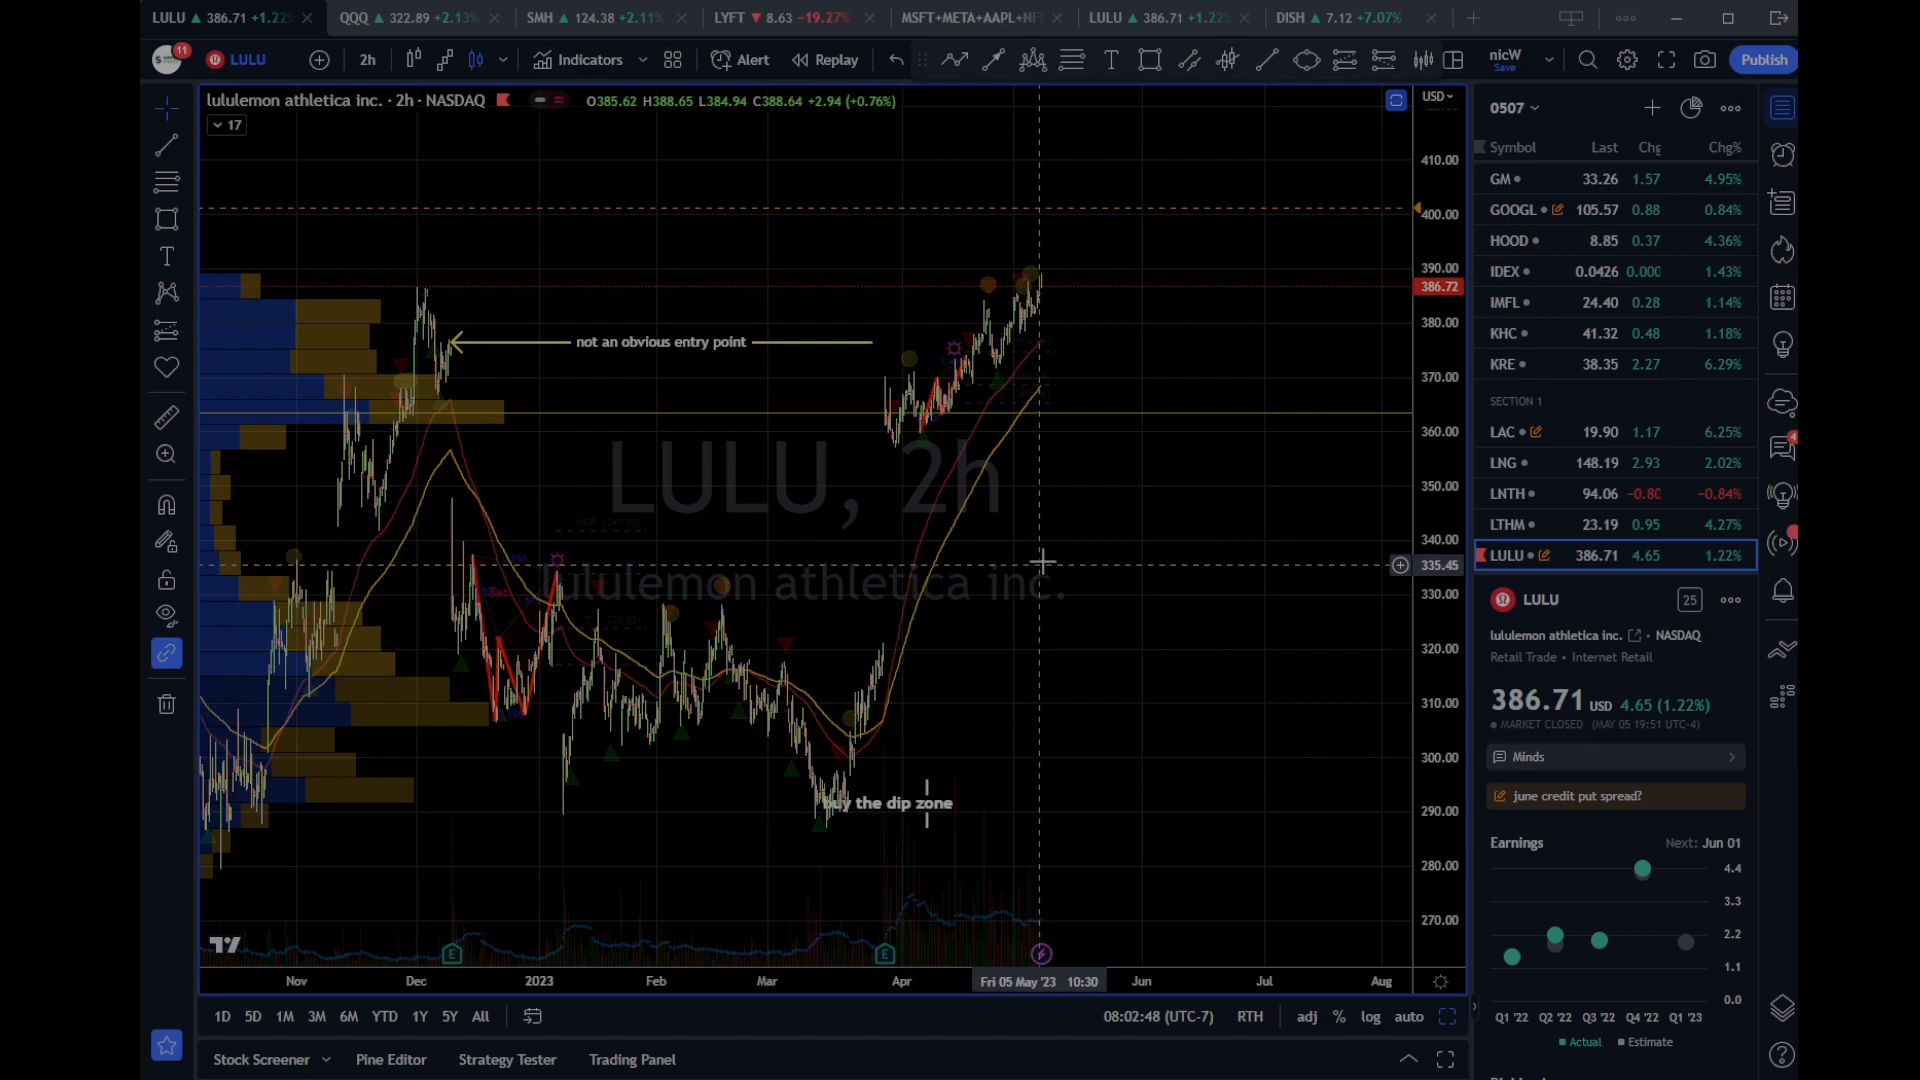 LULU ▲ 386.71 +1.22%
QQQ ▲ 322.89 +2.13%
SMH ▲ 124.38 +2.11%
LYFT ▼ 8.63 −19.27%
MSFT+META+AAPL+NF
LULU ▲ 386.71 +1.22%
DISH ▲ 7.12 +7.07%
11
LULU
2h
Indicators
Alert
Replay
nicW
Save
Publish
lululemon athletica inc. · 2h · NASDAQ
O385.62 H388.65 L384.94 C388.64 +2.94 (+0.76%)
17
USD
410.00
400.00
390.00
386.72
380.00
370.00
360.00
350.00
340.00
335.45
330.00
320.00
310.00
300.00
290.00
280.00
270.00
not an obvious entry point
LULU, 2h
lululemon athletica inc.
buy the dip zone
E
E
Nov
Dec
2023
Feb
Mar
Apr
Fri 05 May '23 10:30
Jun
Jul
Aug
1D 5D 1M 3M 6M YTD 1Y 5Y All
08:02:48 (UTC-7)
RTH
adj % log auto
Stock Screener
Pine Editor
Strategy Tester
Trading Panel
0507
Symbol Last Chg Chg%
GM 33.26 1.57 4.95%
GOOGL 105.57 0.88 0.84%
HOOD 8.85 0.37 4.36%
IDEX 0.0426 0.000 1.43%
IMFL 24.40 0.28 1.14%
KHC 41.32 0.48 1.18%
KRE 38.35 2.27 6.29%
SECTION 1
LAC 19.90 1.17 6.25%
LNG 148.19 2.93 2.02%
LNTH 94.06 −0.80 −0.84%
LTHM 23.19 0.95 4.27%
LULU 386.71 4.65 1.22%
LULU
25
lululemon athletica inc. • NASDAQ
Retail Trade • Internet Retail
386.71 USD 4.65 (1.22%)
MARKET CLOSED (MAY 05 19:51 UTC-4)
Minds
june credit put spread?
Earnings
Next: Jun 01
4.4
3.3
2.2
1.1
0.0
Q1 '22 Q2 '22 Q3 '22 Q4 '22 Q1 '23
Actual Estimate
4